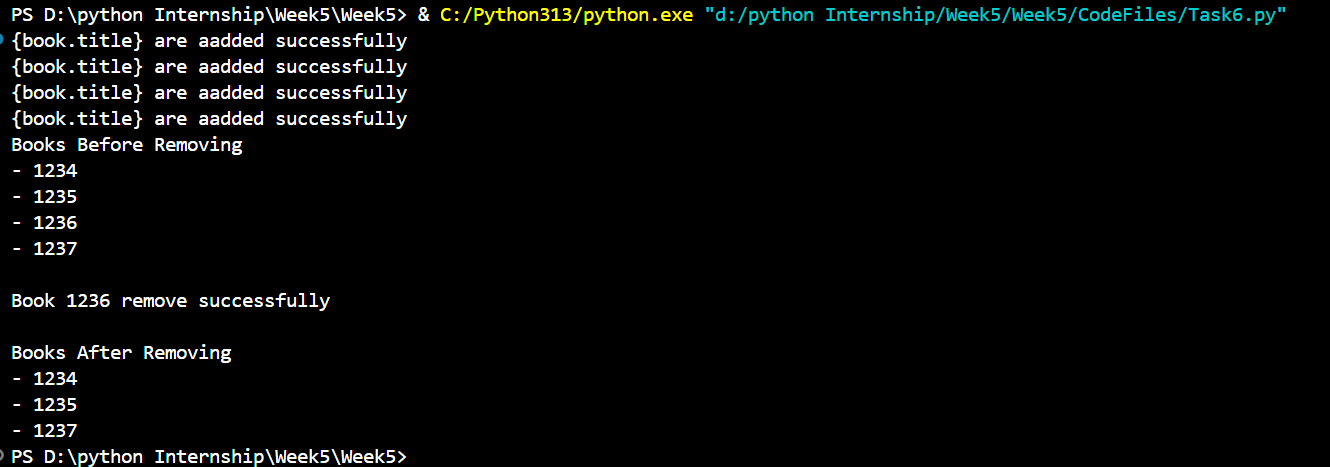 PS D:\python Internship\Week5\Week5> & C:/Python313/python.exe "d:/python Internship/Week5/Week5/CodeFiles/Task6.py"
{book.title} are aadded successfully
{book.title} are aadded successfully
{book.title} are aadded successfully
{book.title} are aadded successfully
Books Before Removing
- 1234
- 1235
- 1236
- 1237
Book 1236 remove successfully
Books After Removing
- 1234
- 1235
- 1237
PS D:\python Internship\Week5\Week5>